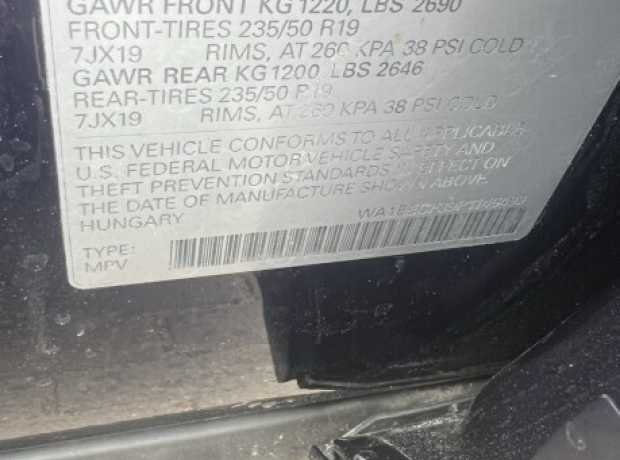 GAWR FRONT KG 1220, LBS 2690
FRONT-TIRES 235/50 R19
7JX19 RIMS, AT 260 KPA 38 PSI COLD
GAWR REAR KG 1200, LBS 2646
REAR-TIRES 235/50 R19
7JX19 RIMS, AT 260 KPA 38 PSI COLD
THIS VEHICLE CONFORMS TO ALL APPLICABLE
U.S. FEDERAL MOTOR VEHICLE SAFETY AND
THEFT PREVENTION STANDARDS IN EFFECT ON
THE DATE OF MANUFACTURE SHOWN ABOVE
HUNGARY
TYPE:
MPV